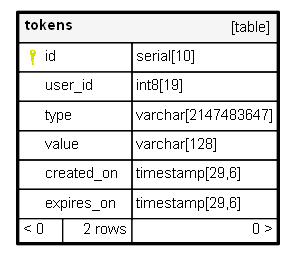 tokens [table]
id serial[10]
user_id int8[19]
type varchar[2147483647]
value varchar[128]
created_on timestamp[29,6]
expires_on timestamp[29,6]
< 0 2 rows 0 >